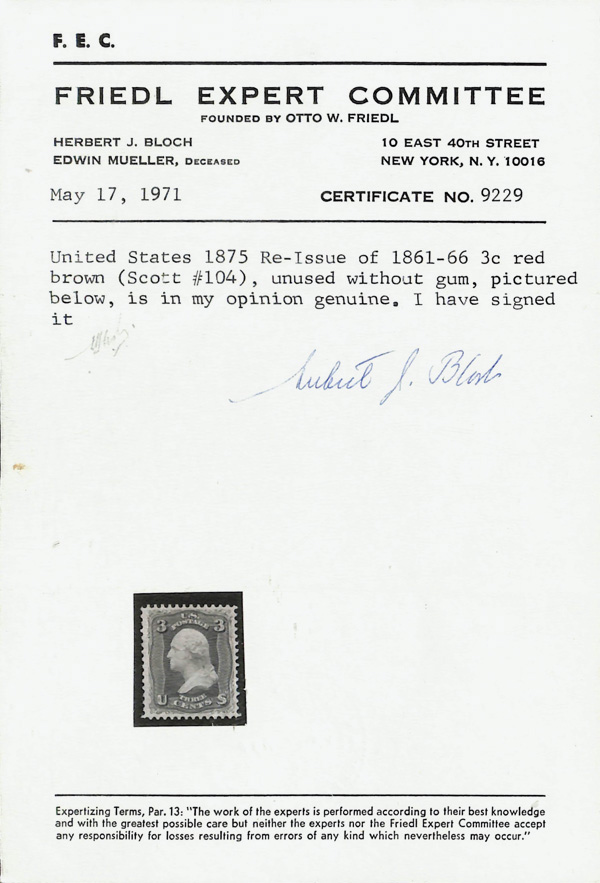 F. E. C.
FRIEDL EXPERT COMMITTEE
FOUNDED BY OTTO W. FRIEDL
HERBERT J. BLOCH 10 EAST 40TH STREET
EDWIN MUELLER, DECEASED NEW YORK, N. Y. 10016
May 17, 1971 CERTIFICATE NO. 9229
United States 1875 Re-Issue of 1861-66 3c red
brown (Scott #104), unused without gum, pictured
below, is in my opinion genuine. I have signed
it
Herbert J. Bloch
3 U.S. 3
POSTAGE
U THREE S
CENTS
Expertizing Terms, Par. 13: "The work of the experts is performed according to their best knowledge
and with the greatest possible care but neither the experts nor the Friedl Expert Committee accept
any responsibility for losses resulting from errors of any kind which nevertheless may occur."